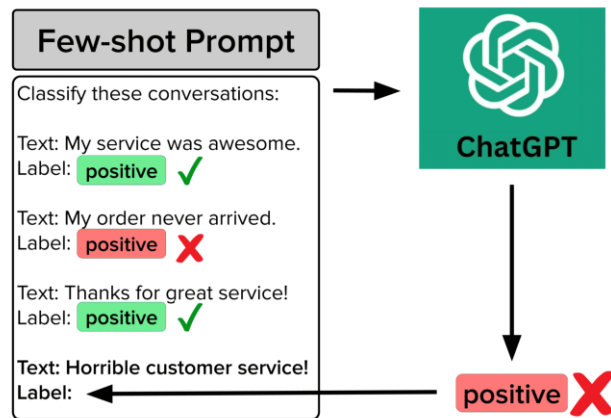 Few-shot Prompt
Classify these conversations:
Text: My service was awesome.
Label: positive
Text: My order never arrived.
Label: positive
Text: Thanks for great service!
Label: positive
Text: Horrible customer service!
Label:
ChatGPT
positive